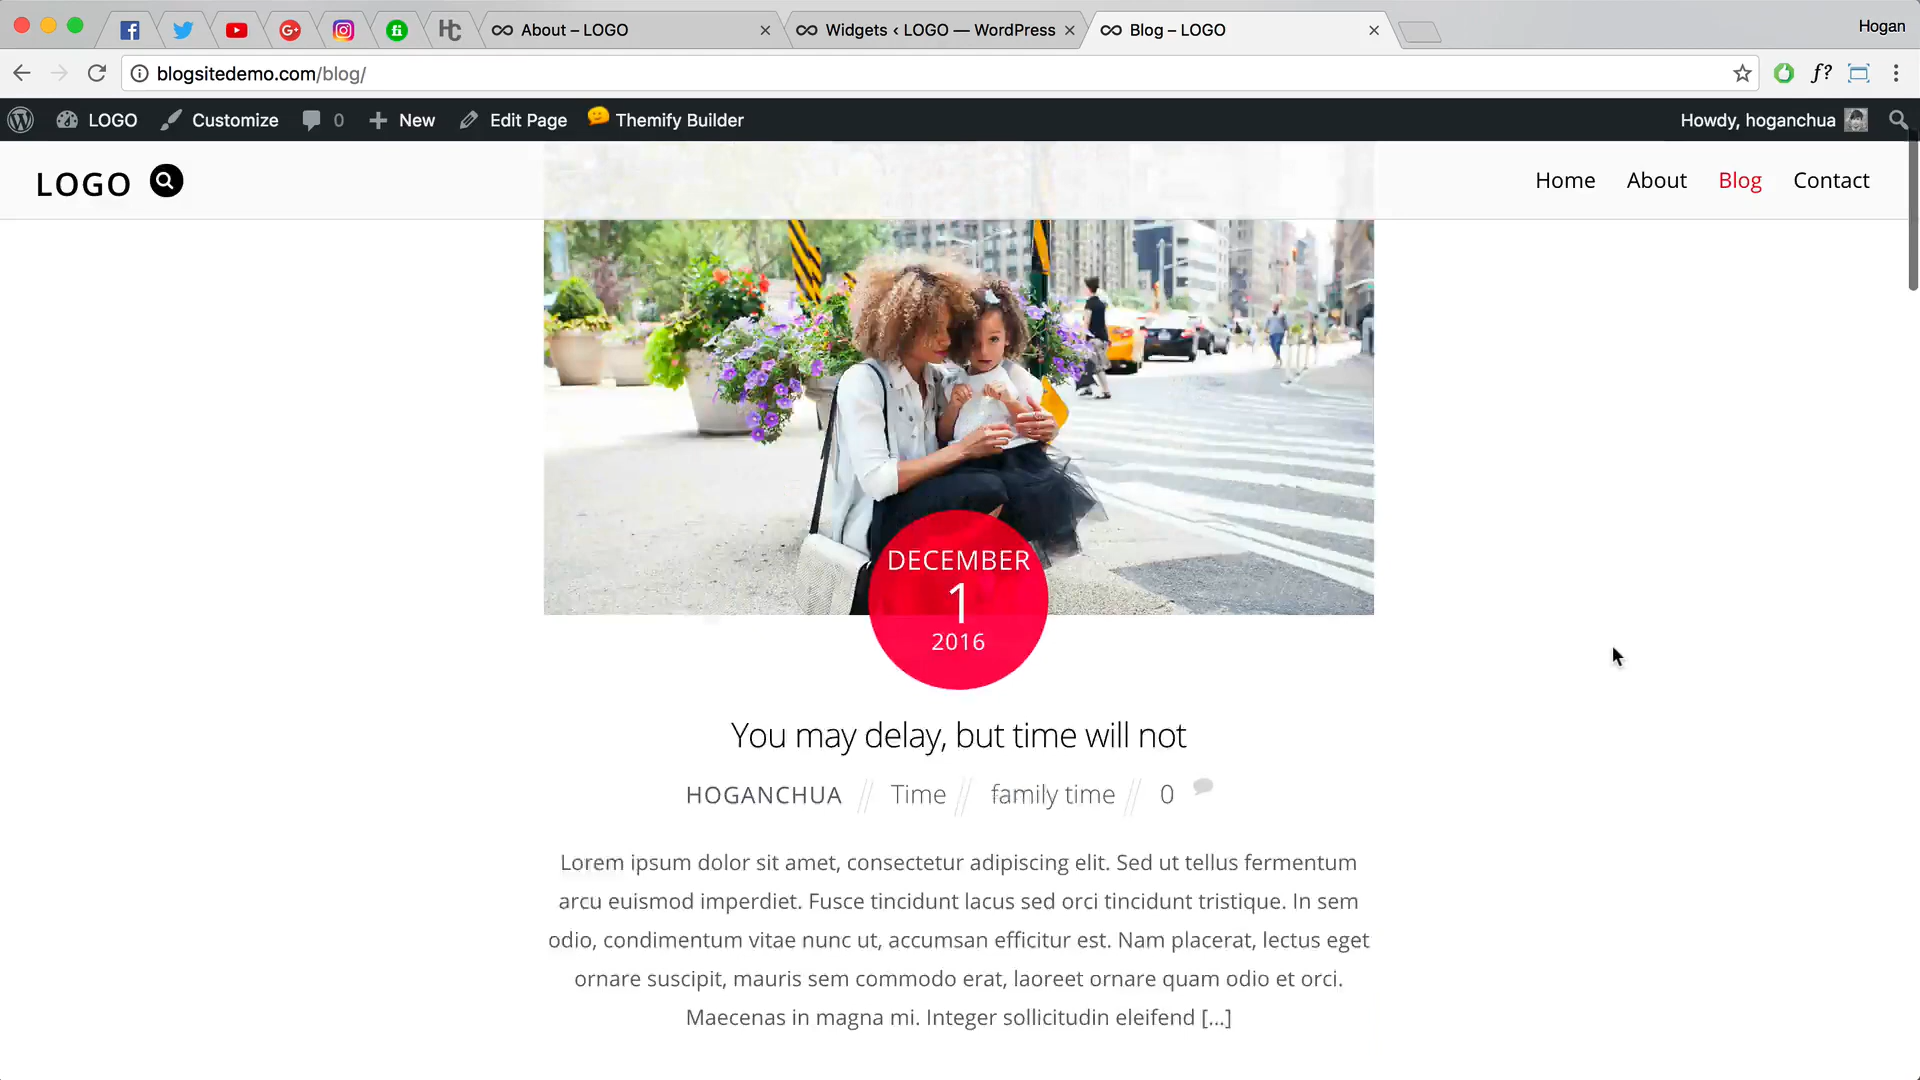 About – LOGO
Widgets ‹ LOGO — WordPress
Blog – LOGO
Hogan
blogsitedemo.com/blog/
f?
LOGO
Customize
0
New
Edit Page
Themify Builder
Howdy, hoganchua
LOGO
Home
About
Blog
Contact
DECEMBER
1
2016
You may delay, but time will not
HOGANCHUA // Time // family time // 0
Lorem ipsum dolor sit amet, consectetur adipiscing elit. Sed ut tellus fermentum
arcu euismod imperdiet. Fusce tincidunt lacus sed orci tincidunt tristique. In sem
odio, condimentum vitae nunc ut, accumsan efficitur est. Nam placerat, lectus eget
ornare suscipit, mauris sem commodo erat, laoreet ornare quam odio et orci.
Maecenas in magna mi. Integer sollicitudin eleifend [...]